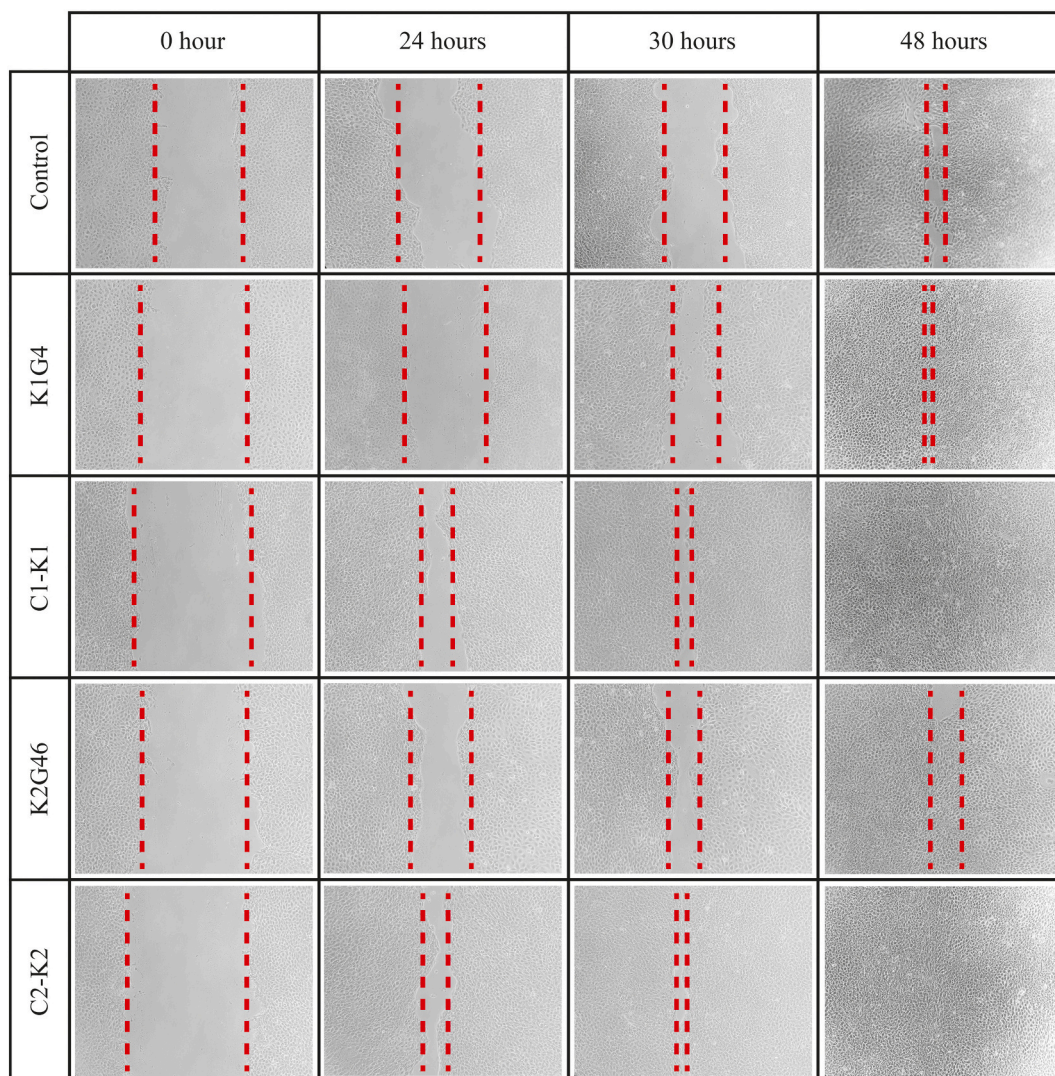 0 hour
24 hours
30 hours
48 hours
Control
K1G4
C1-K1
K2G46
C2-K2